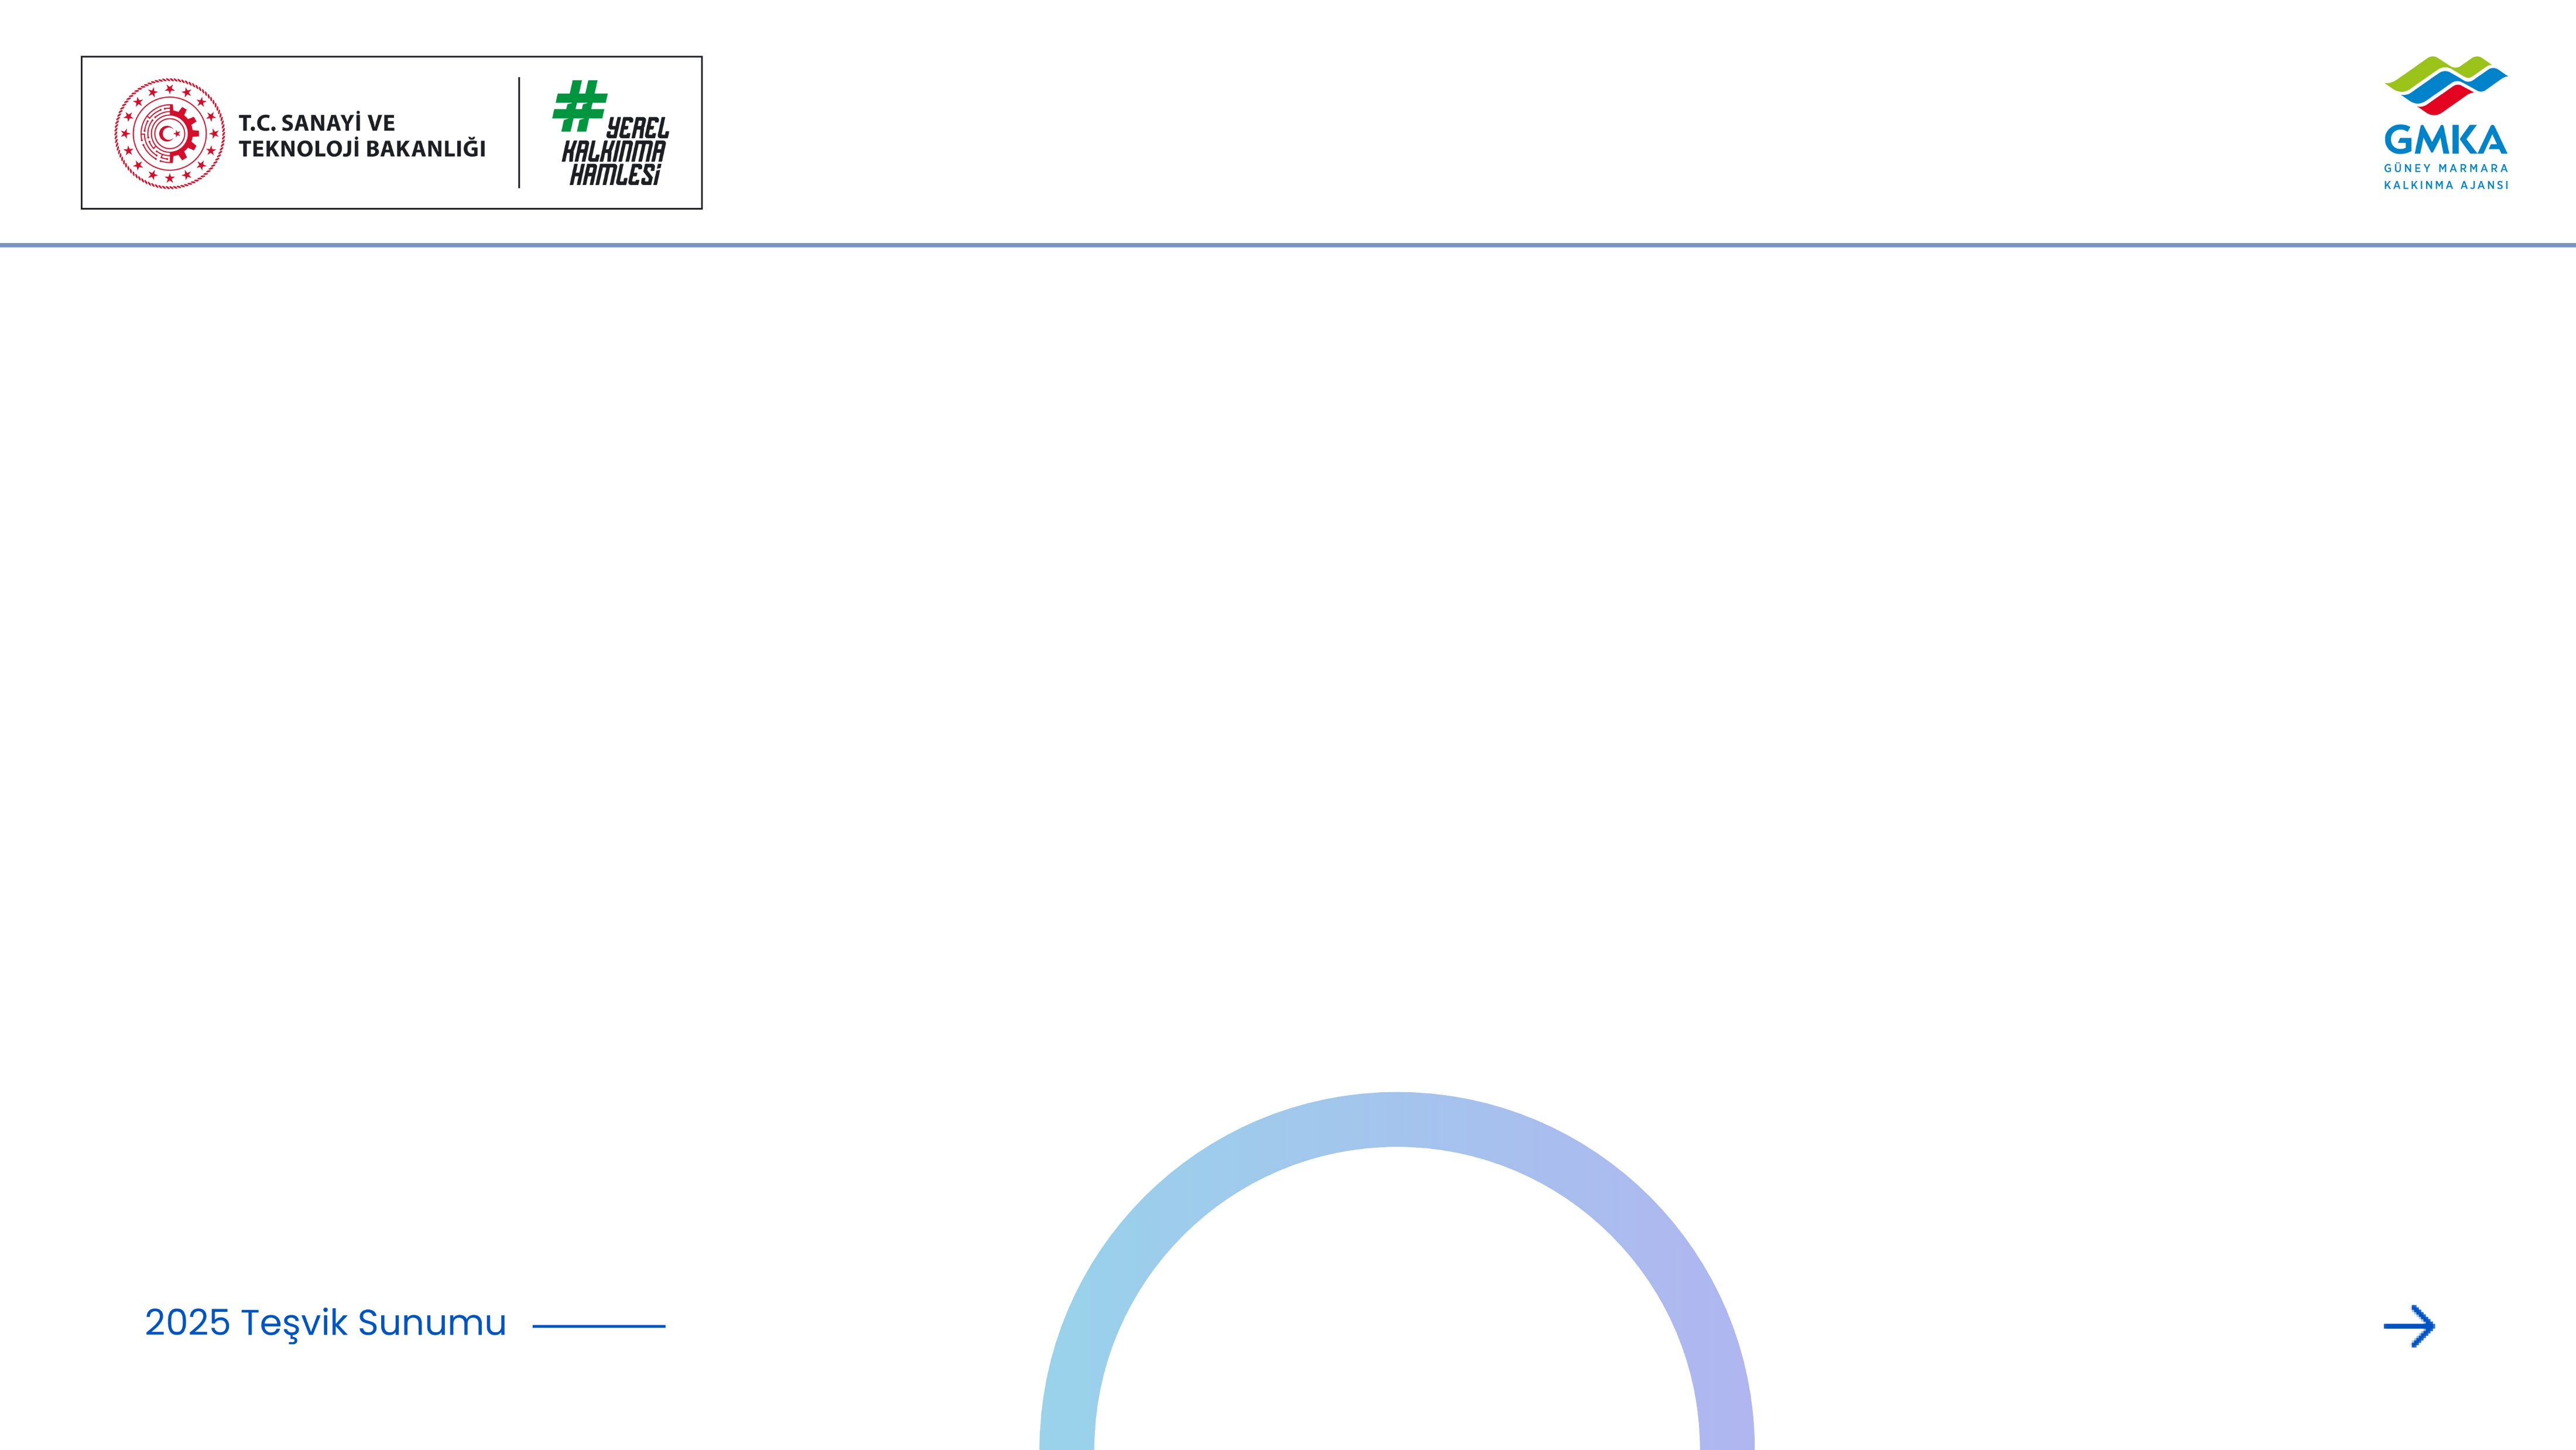 T.C. SANAYİ VE
TEKNOLOJİ BAKANLIĞI
#
YEREL
KALKINMA
HAMLESİ
GMKA
GÜNEY MARMARA
KALKINMA AJANSI
2025 Teşvik Sunumu